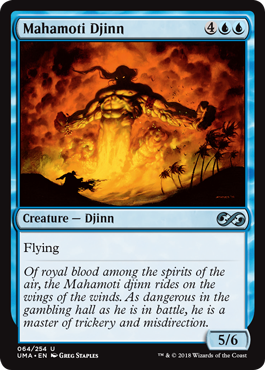 Mahamoti Djinn 4
Creature — Djinn
Flying
Of royal blood among the spirits of the
air, the Mahamoti djinn rides on the
wings of the winds. As dangerous in the
gambling hall as he is in battle, he is a
master of trickery and misdirection.
5/6
064/254 U
UMA • EN Greg Staples ™ & © 2018 Wizards of the Coast